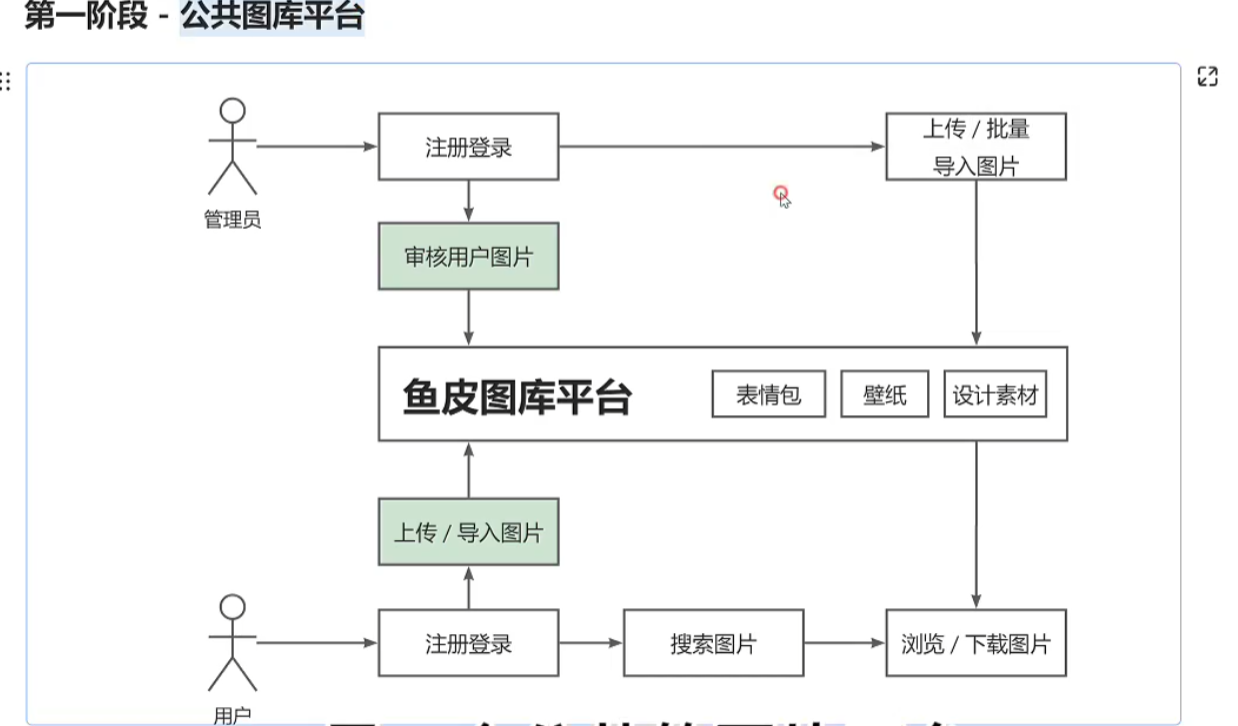 第一阶段 - 公共图库平台
注册登录
上传 / 批量
导入图片
管理员
审核用户图片
鱼皮图库平台
表情包
壁纸
设计素材
上传 / 导入图片
注册登录
搜索图片
浏览 / 下载图片
用户